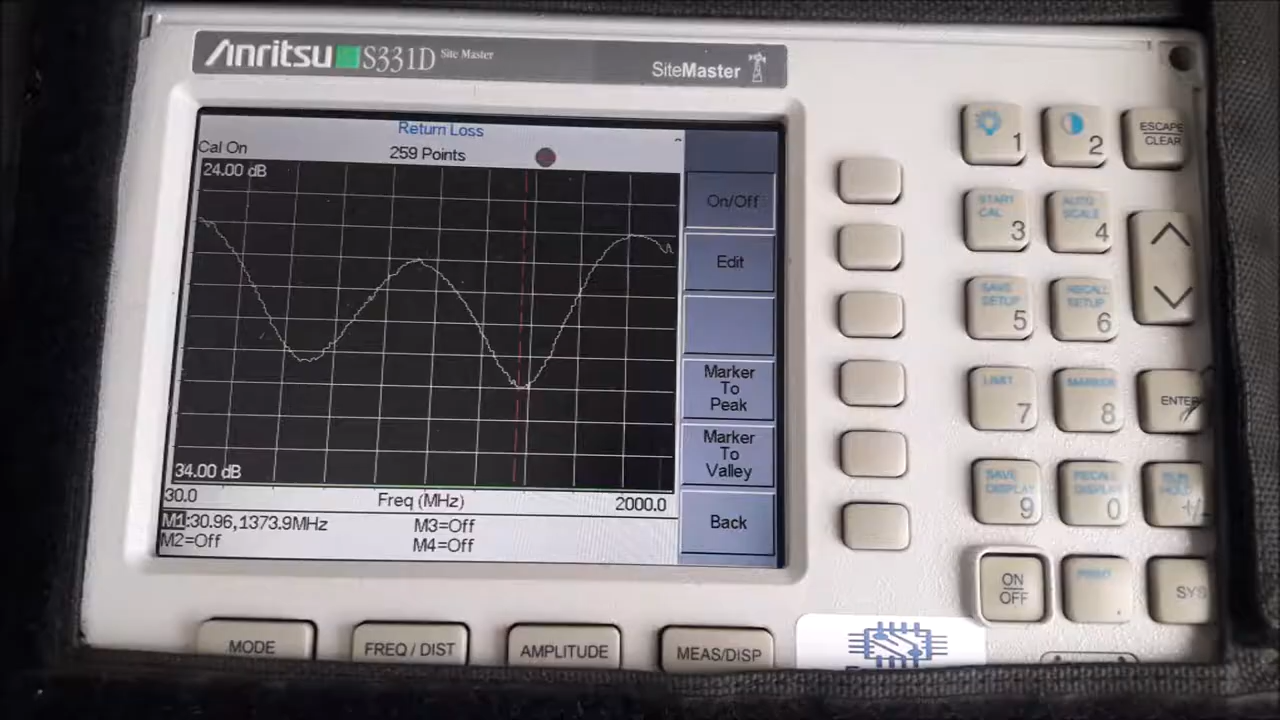 Anritsu S331D Site Master
SiteMaster
Return Loss
Cal On
259 Points
24.00 dB
34.00 dB
30.0
Freq (MHz)
2000.0
M1:30.96,1373.9MHz
M3=Off
M2=Off
M4=Off
On/Off
Edit
Marker
To
Peak
Marker
To
Valley
Back
1
2
ESCAPE
CLEAR
START
CAL
3
AUTO
SCALE
4
SAVE
SETUP
5
RECALL
SETUP
6
ENTER
LIMIT
7
MARKER
8
SAVE
DISPLAY
9
RECALL
DISPLAY
0
RUN
HOLD
+/-
ON
OFF
PRINT
.
SYS
MODE
FREQ / DIST
AMPLITUDE
MEAS/DISP